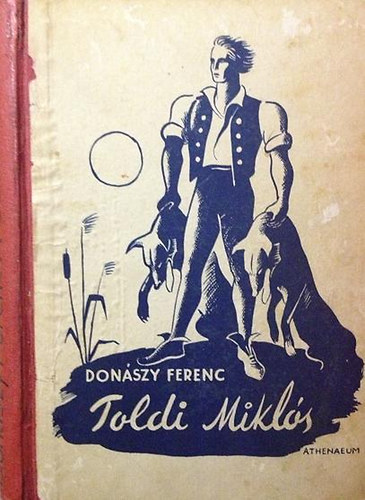 DONÁSZY FERENC
Toldi Miklós
ATHENAEUM